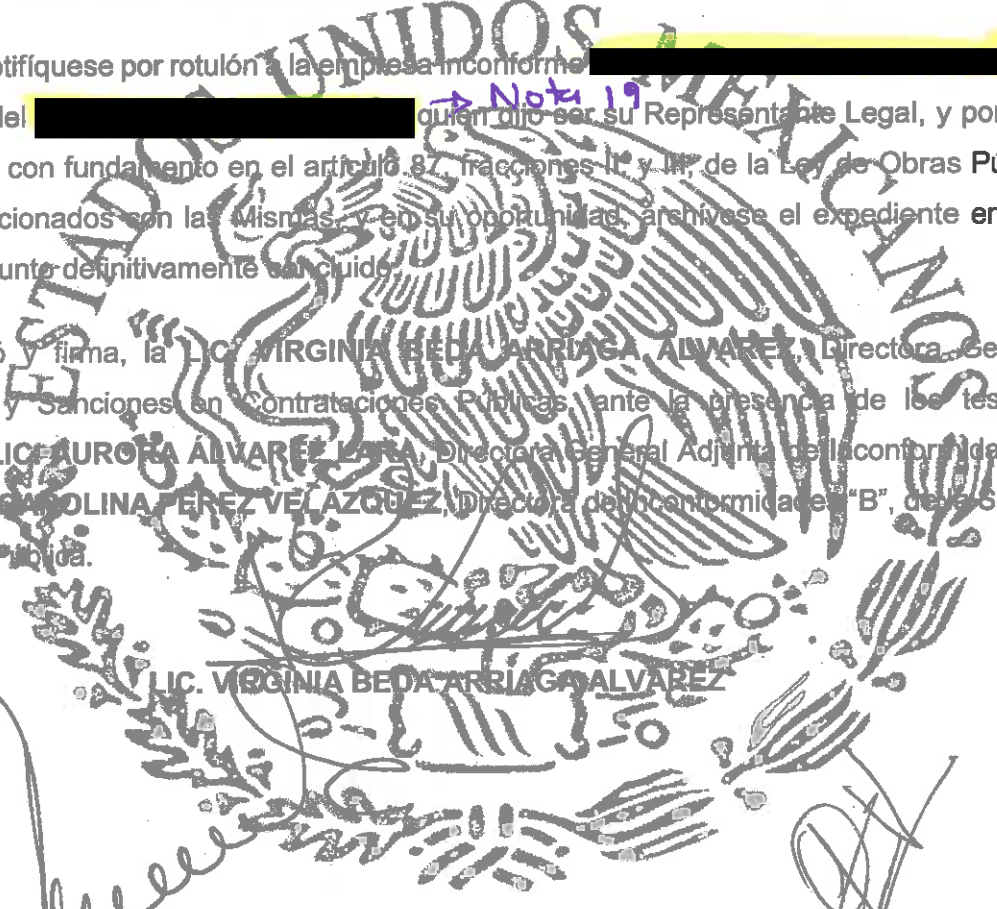 otifíquese por rotulón a la empresa inconforme
del → Nota 19 quien dijo ser su Representante Legal, y por
con fundamento en el artículo 87, fracciones II, y III, de la Ley de Obras Pú
cionados con las Mismas, y en su oportunidad, archívese el expediente en
unto definitivamente concluido.
ó y firma, la LIC. VIRGINIA BEDA ARRIAGA ALVAREZ, Directora Ge
y Sanciones en Contrataciones Públicas, ante la presencia de los tes
LIC. AURORA ÁLVAREZ LARA, Directora General Adjunta de Inconformida
CAROLINA PÉREZ VELÁZQUEZ, Directora de Inconformidades "B", de la S
Pública.
LIC. VIRGINIA BEDA ARRIAGA ALVAREZ
ESTADOS UNIDOS MEXICANOS